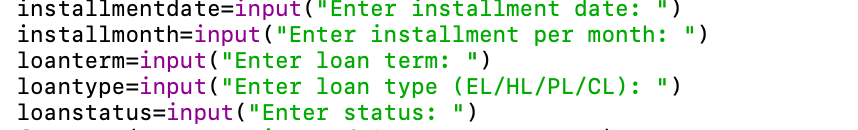 installmentdate=input("Enter installment date: ")
installmonth=input("Enter installment per month: ")
loanterm=input("Enter loan term: ")
loantype=input("Enter loan type (EL/HL/PL/CL): ")
loanstatus=input("Enter status: ")